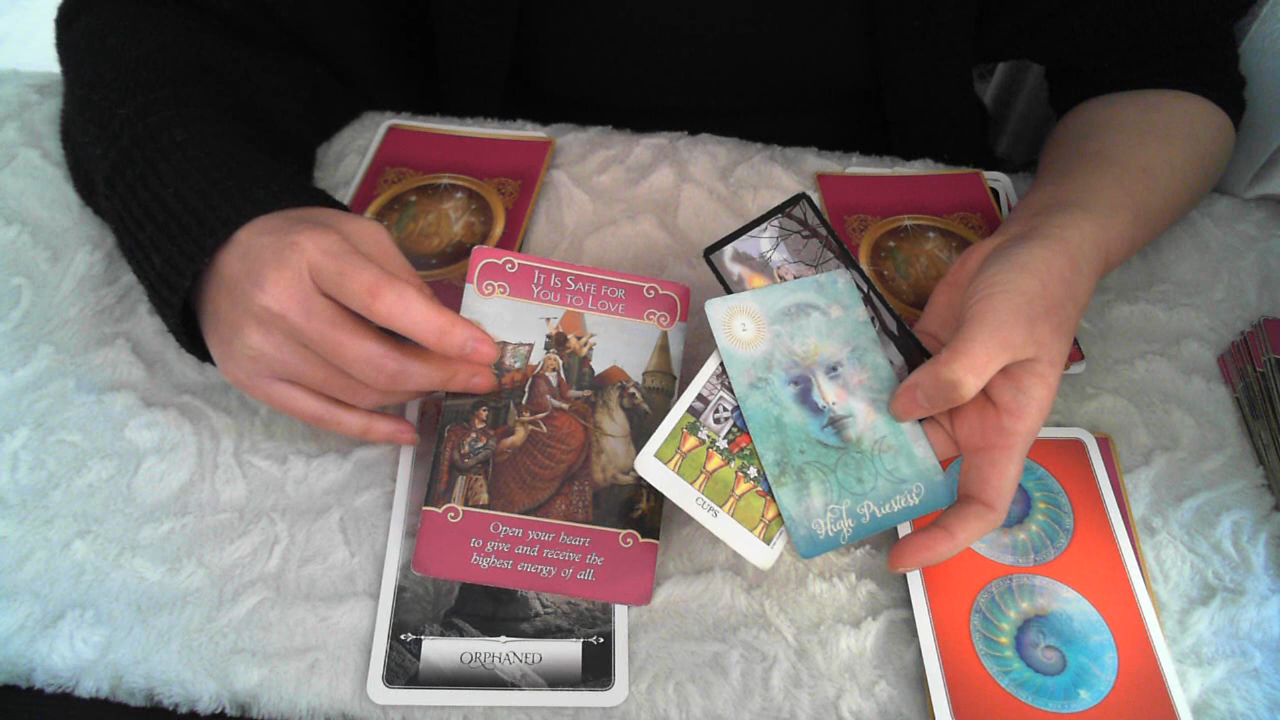 IT IS SAFE FOR
YOU TO LOVE
Open your heart
to give and receive the
highest energy of all.
ORPHANED
CUPS
2
High Priestess